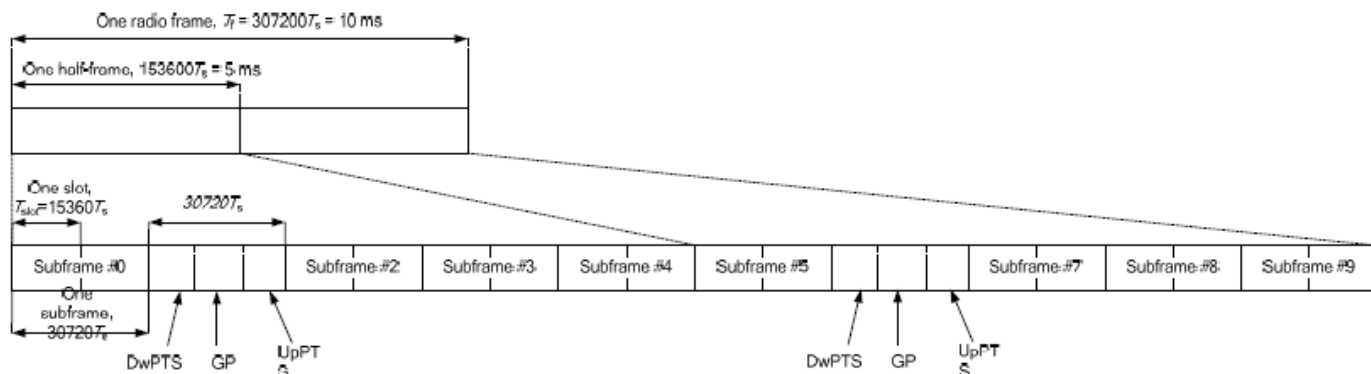 One radio frame, Tf = 307200Ts = 10 ms
One half-frame, 153600Ts = 5 ms
One slot,
Tslot=15360Ts
30720Ts
Subframe #0
Subframe #2
Subframe #3
Subframe #4
Subframe #5
Subframe #7
Subframe #8
Subframe #9
One
subframe,
30720Ts
DwPTS
GP
UpPT
S
DwPTS
GP
UpPT
S